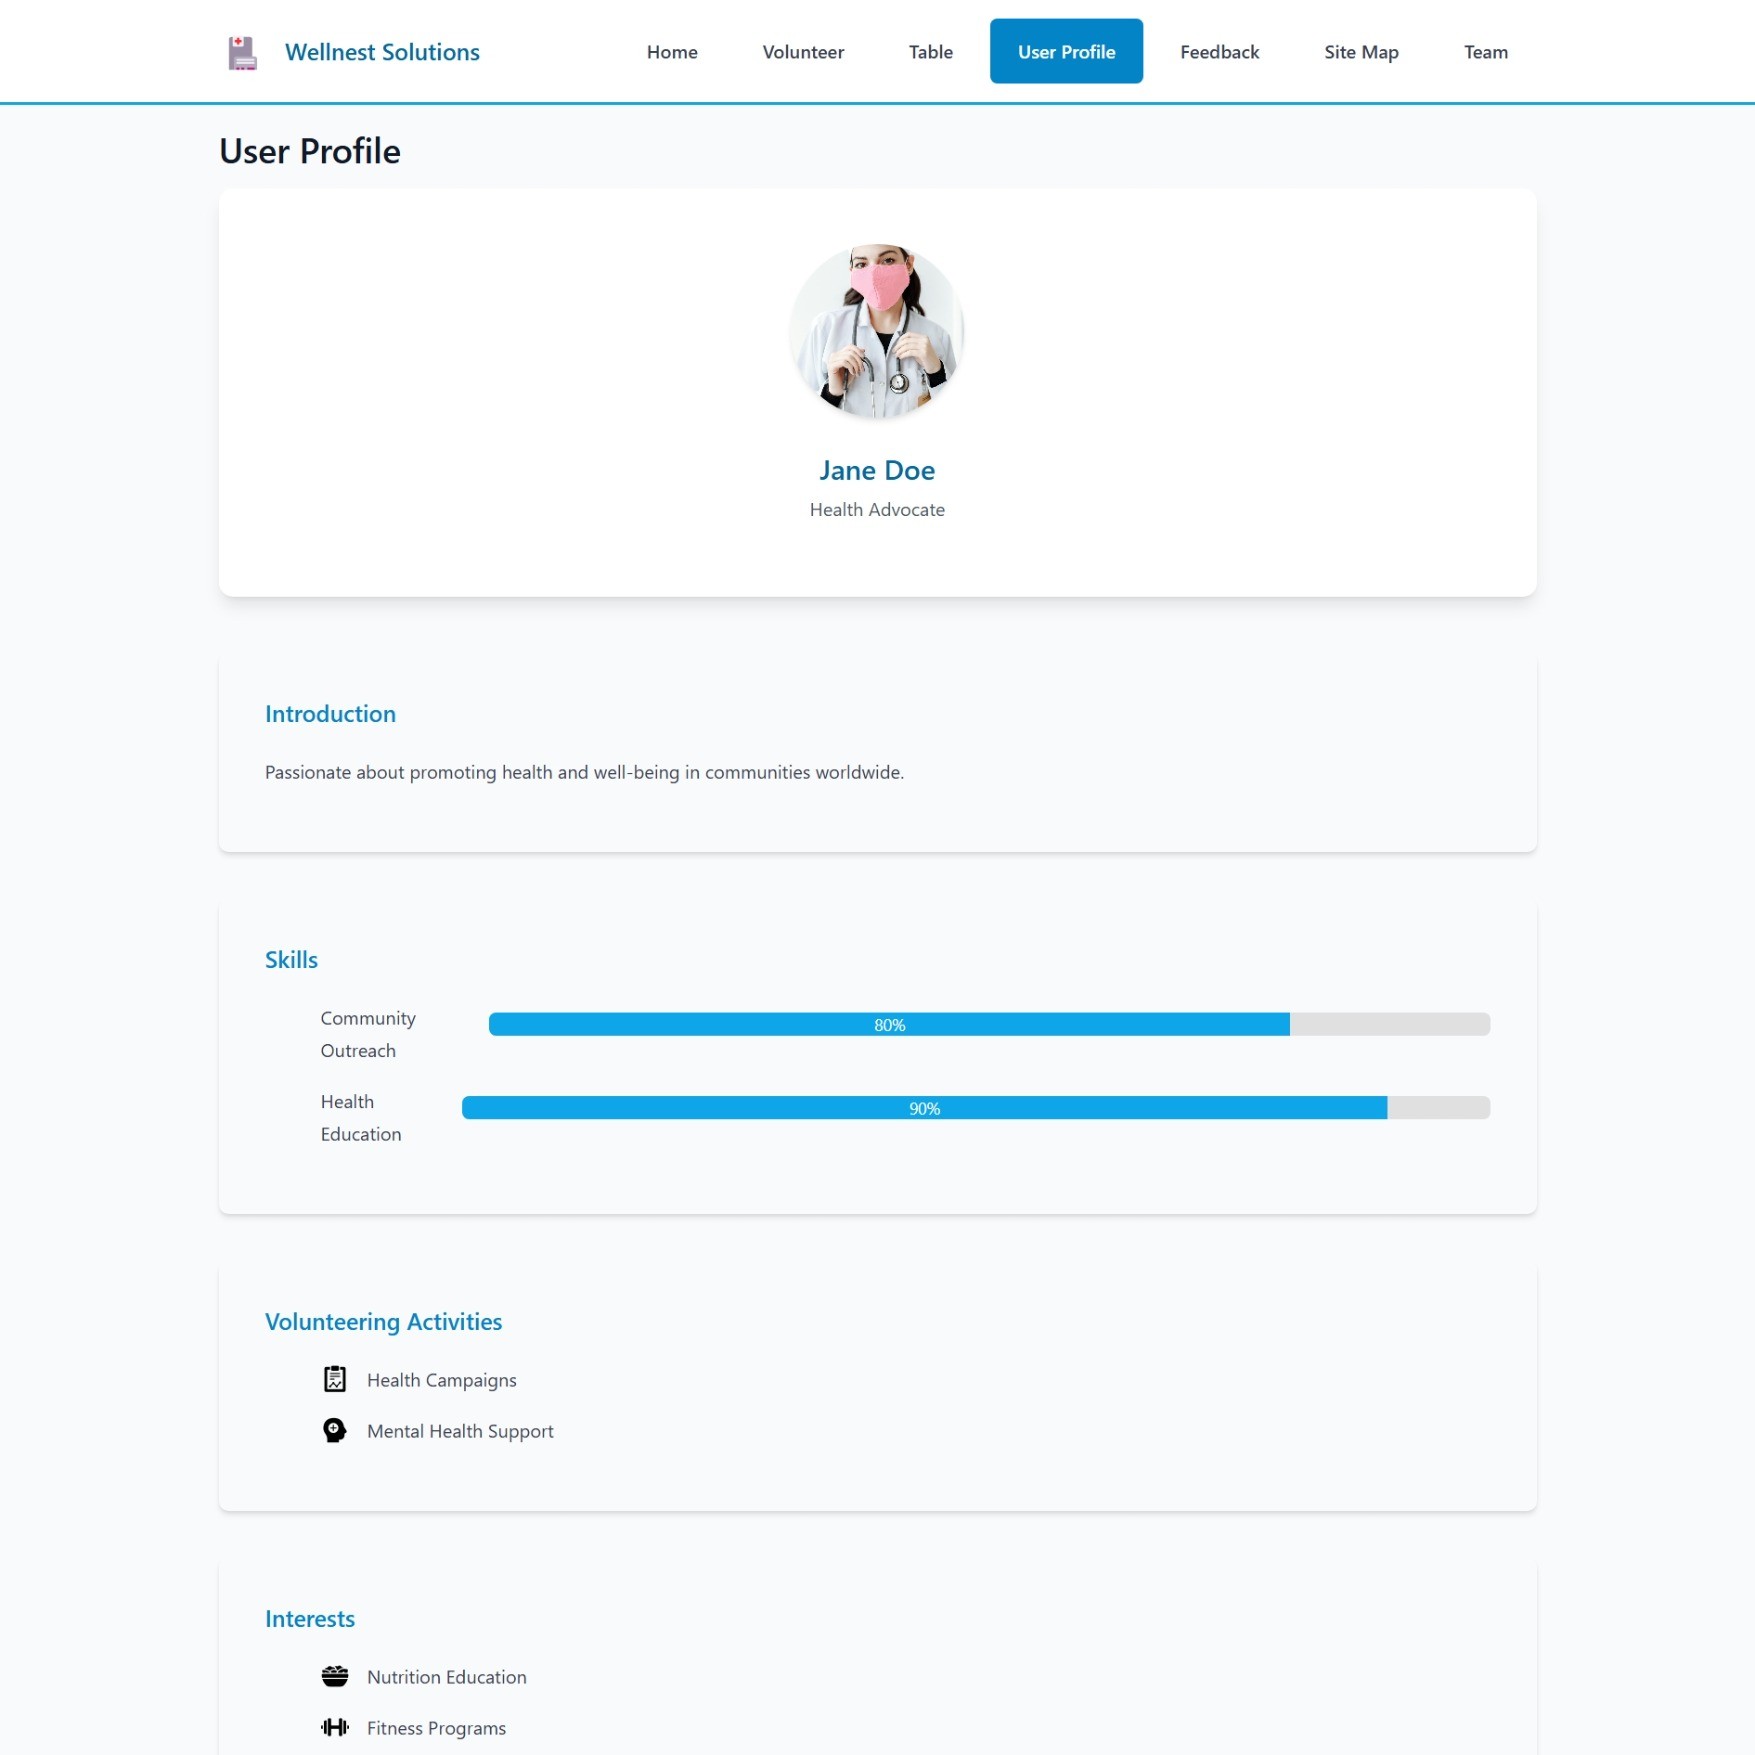 Wellnest Solutions
Home
Volunteer
Table
User Profile
Feedback
Site Map
Team
User Profile
Jane Doe
Health Advocate
Introduction
Passionate about promoting health and well-being in communities worldwide.
Skills
Community
Outreach
80%
Health
Education
90%
Volunteering Activities
Health Campaigns
Mental Health Support
Interests
Nutrition Education
Fitness Programs